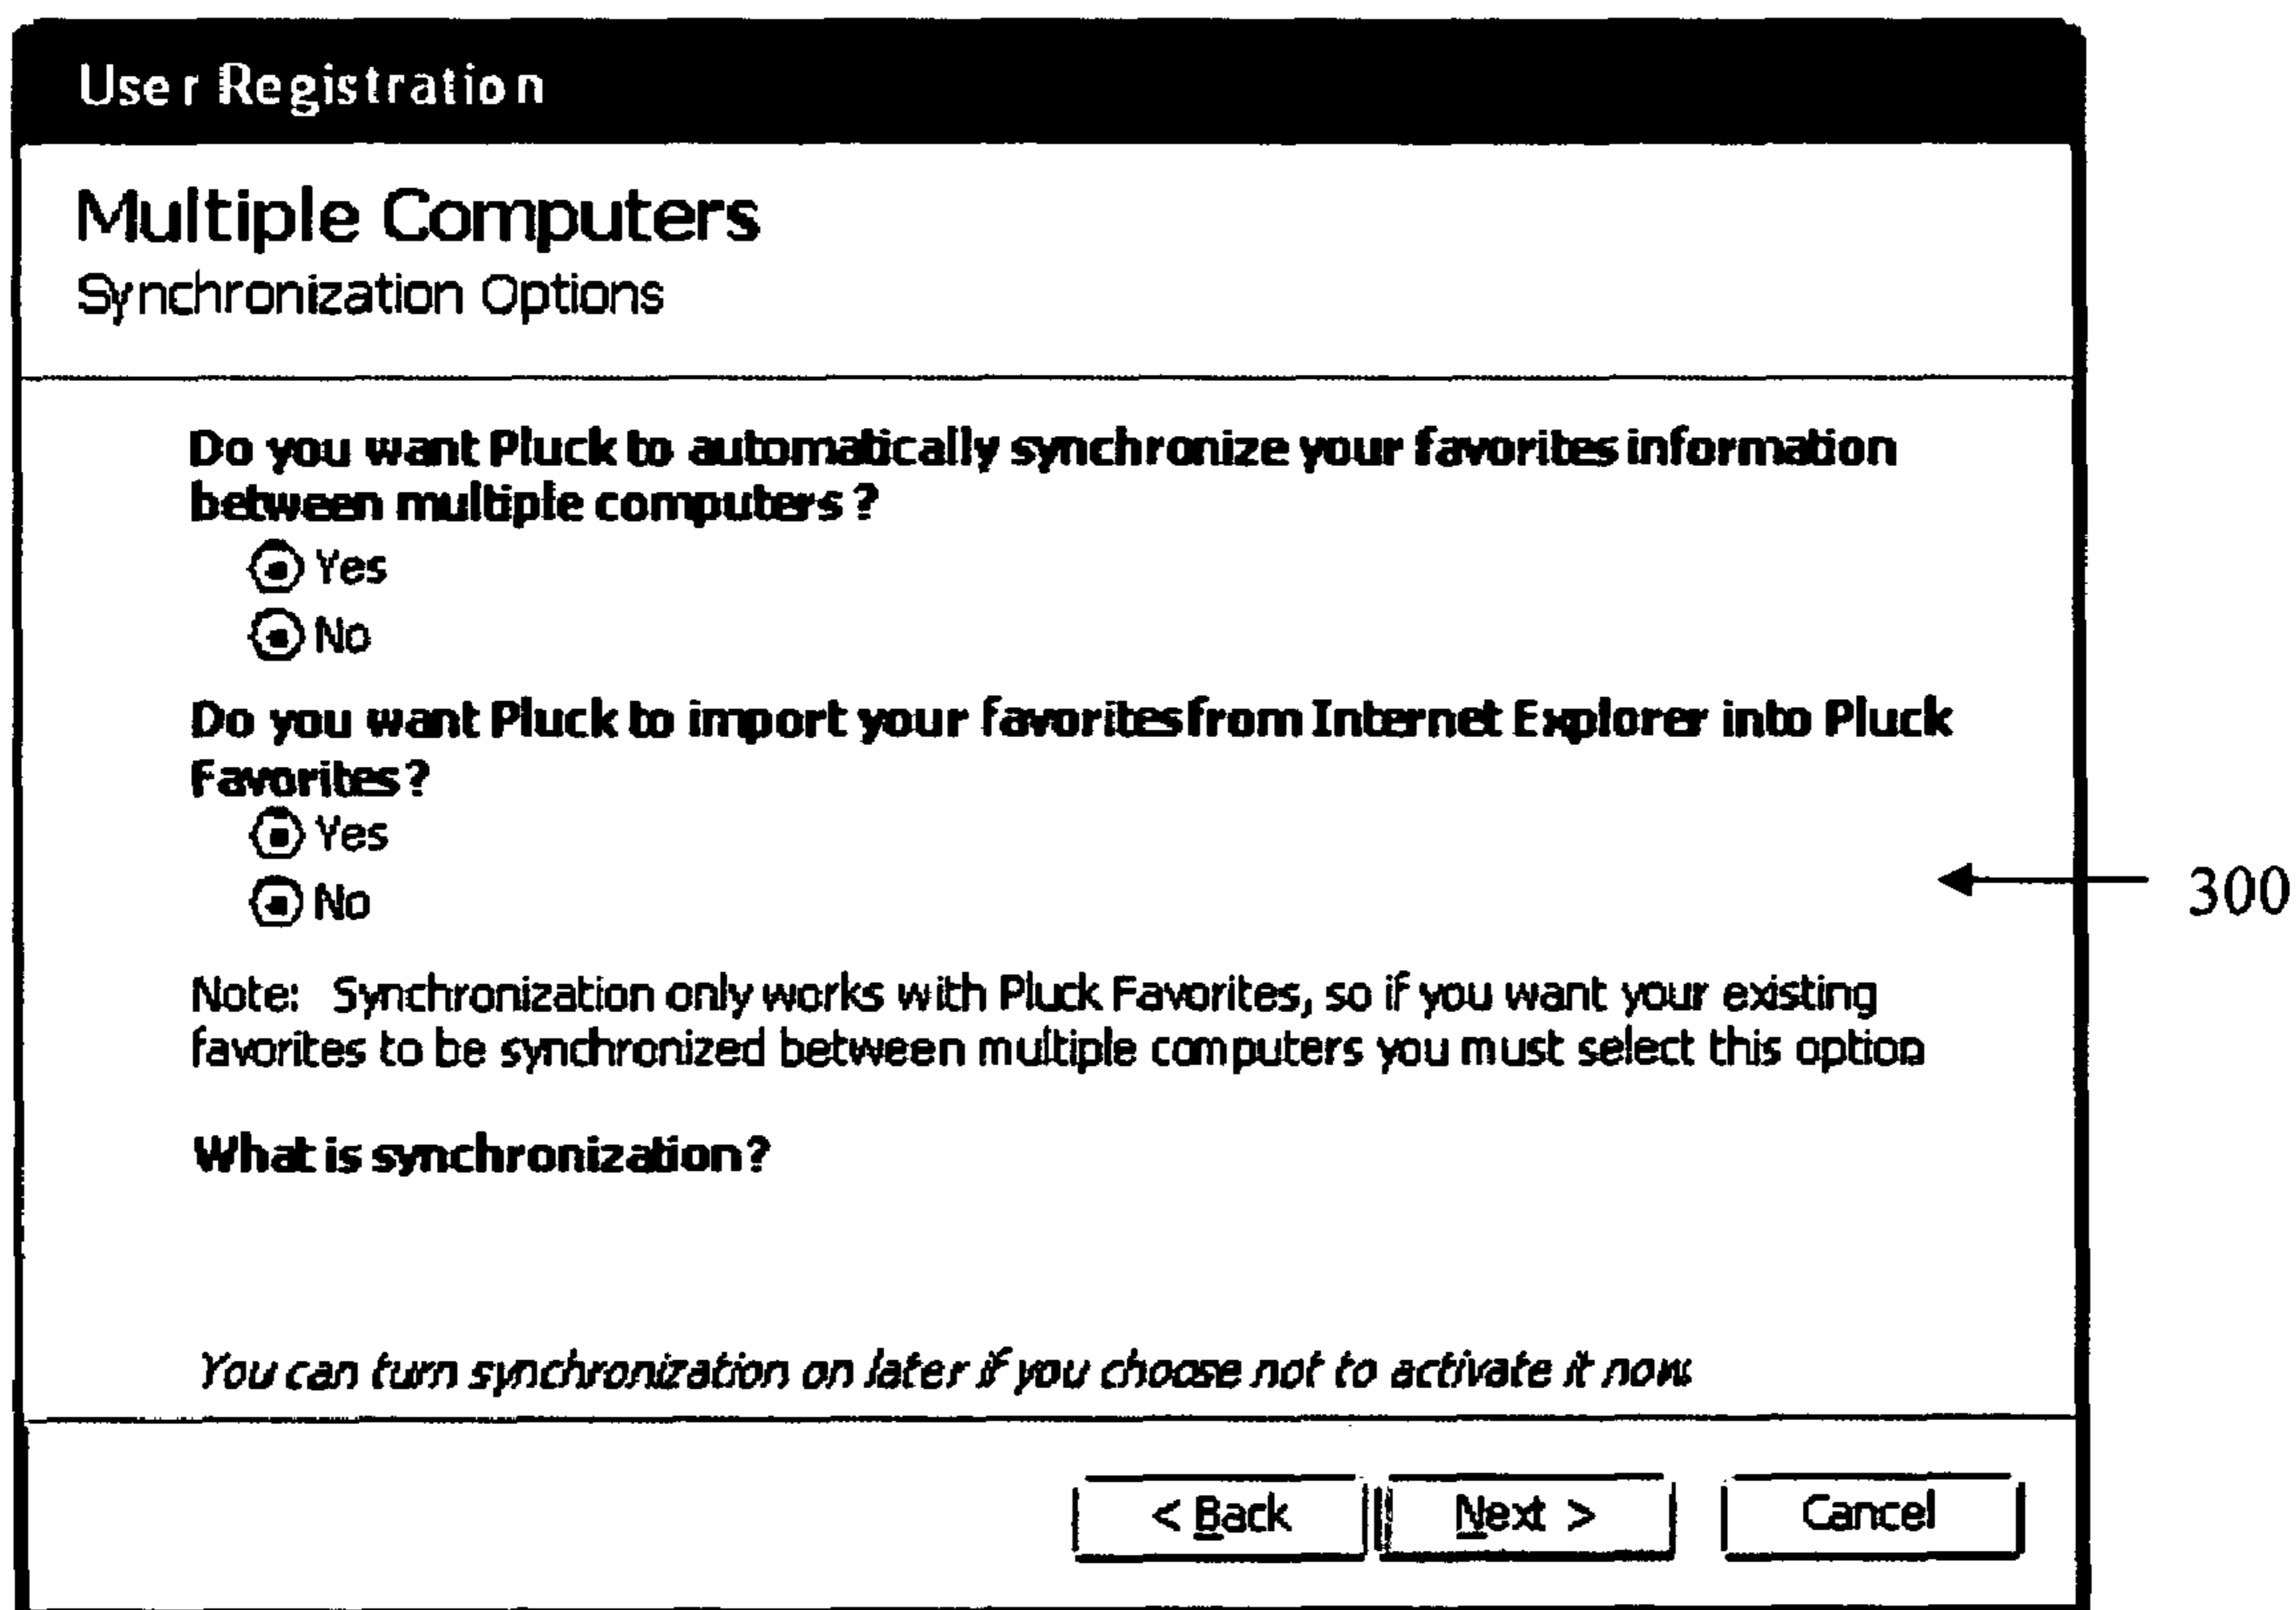 User Registration
Multiple Computers
Synchronization Options
Do you want Pluck to automatically synchronize your favorites information
between multiple computers?
Yes
No
Do you want Pluck to import your favorites from Internet Explorer into Pluck
Favorites?
Yes
No
300
Note: Synchronization only works with Pluck Favorites, so if you want your existing
favorites to be synchronized between multiple computers you must select this option
What is synchronization?
You can turn synchronization on later if you choose not to activate it now.
< Back Next > Cancel